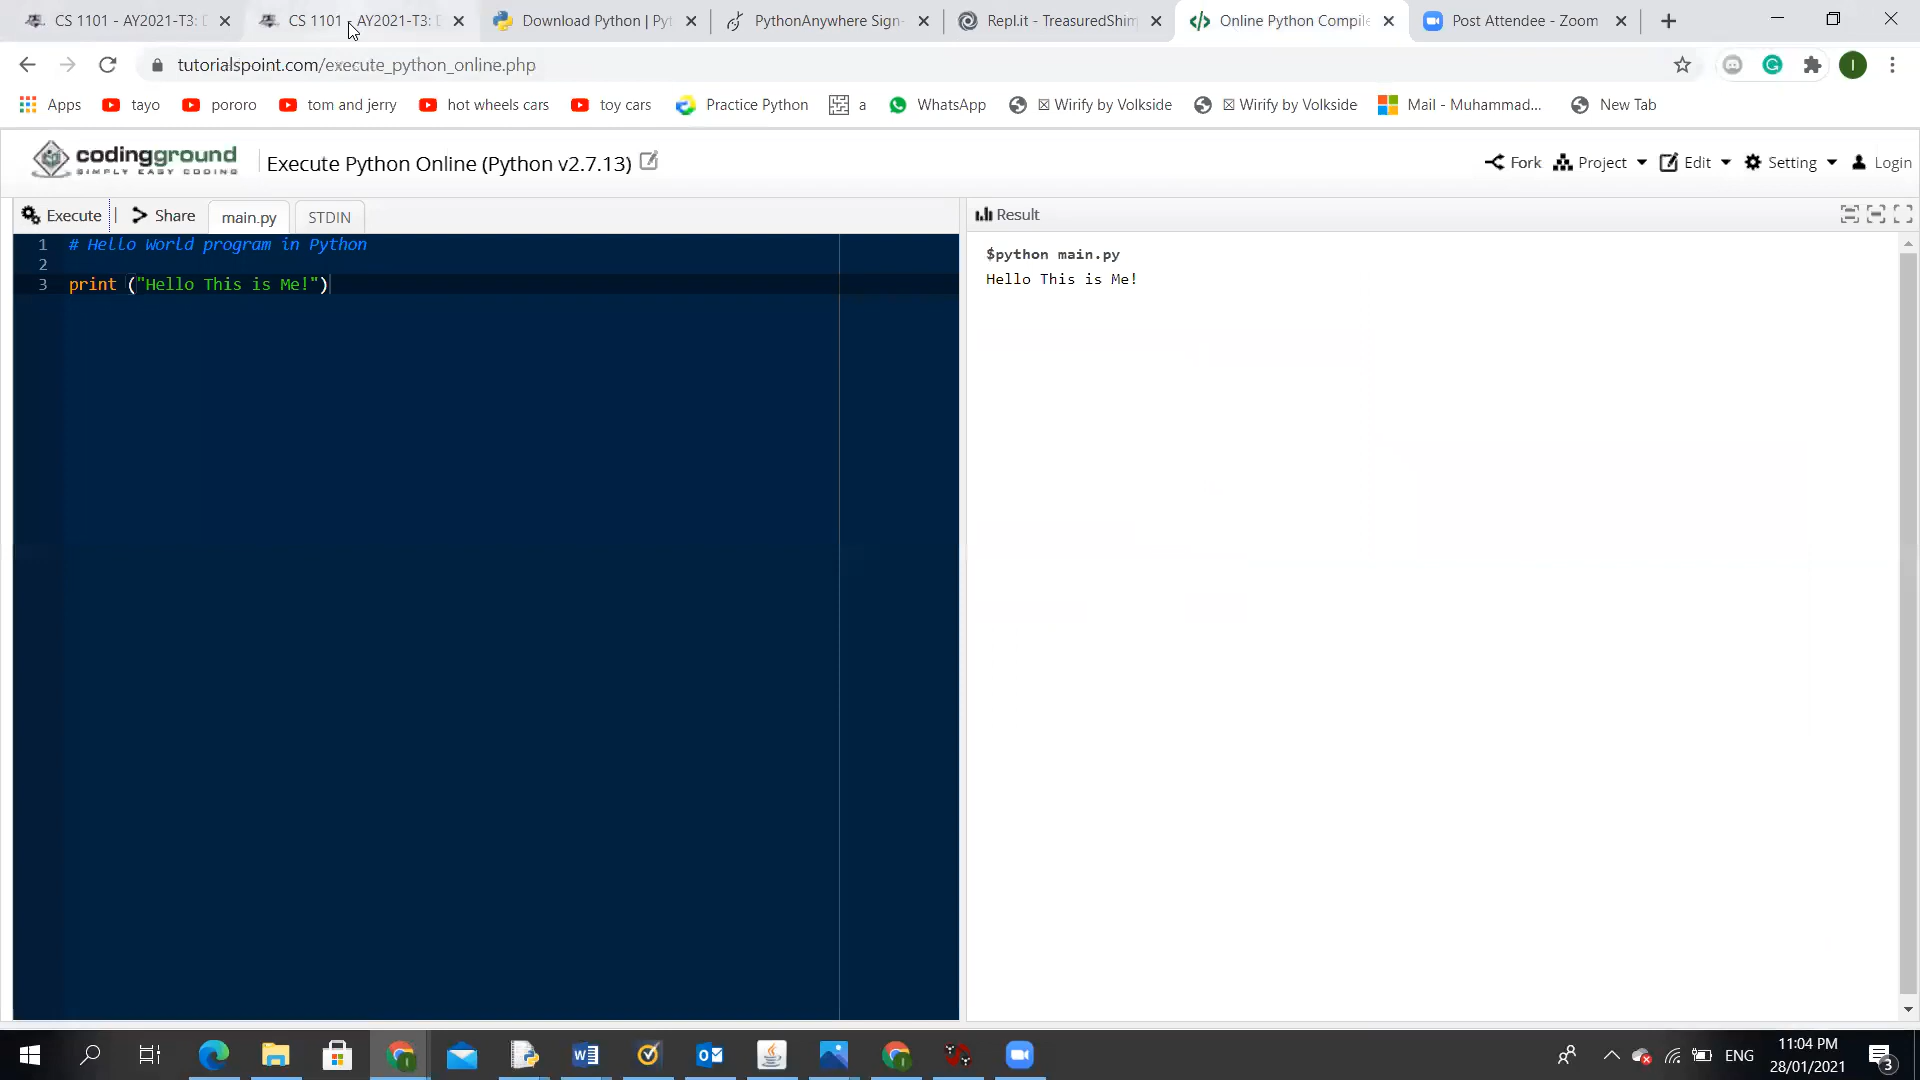 CS 1101 - AY2021-T3: CS 1101 - AY2021-T3: Download Python | Pyt PythonAnywhere Sign- Repl.it - TreasuredShim Online Python Compile Post Attendee - Zoom
tutorialspoint.com/execute_python_online.php
Apps tayo pororo tom and jerry hot wheels cars toy cars Practice Python a WhatsApp ☒ Wirify by Volkside ☒ Wirify by Volkside Mail - Muhammad... New Tab
codingground Execute Python Online (Python v2.7.13) Fork Project Edit Setting Login
SIMPLY EASY CODING
Execute | Share main.py STDIN Result
1 # Hello World program in Python
2
3 print ("Hello This is Me!")
$python main.py
Hello This is Me!
ENG 11:04 PM
28/01/2021 3